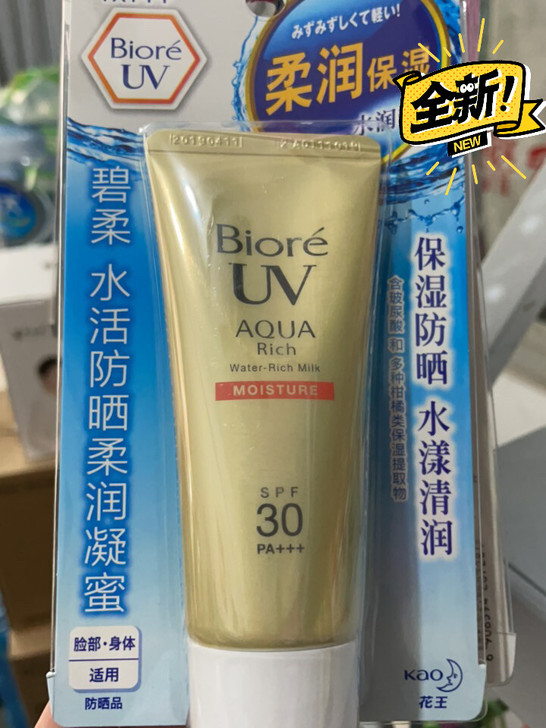 Bioré
UV
みずみずしくて軽い!
柔润保湿
水润
全新!
NEW
碧柔 水活防晒柔润凝蜜
Bioré
UV
AQUA
Rich
Water-Rich Milk
MOISTURE
SPF
30
PA+++
保湿防晒 水漾清润
含玻尿酸 和 多种柑橘类保湿提取物
脸部·身体
适用
防晒品
Kao
花王